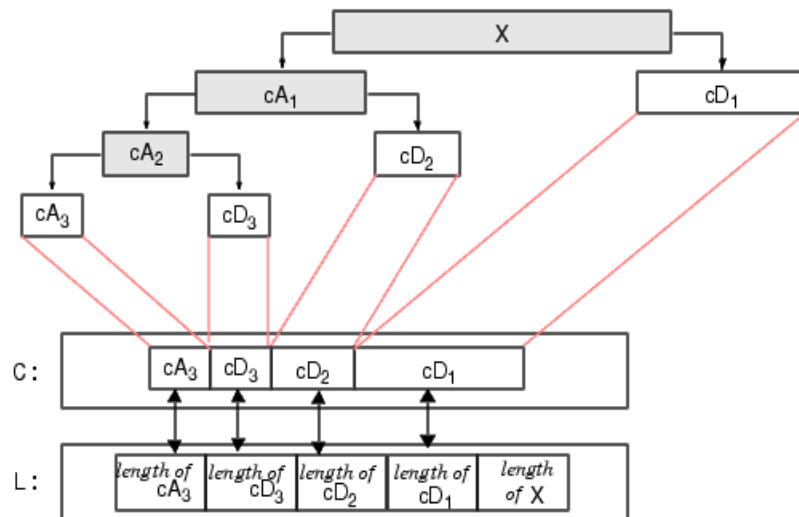 X
cA₁
cD₁
cA₂
cD₂
cA₃
cD₃
C:
cA₃ cD₃ cD₂ cD₁
L:
length of cA₃
length of cD₃
length of cD₂
length of cD₁
length of X